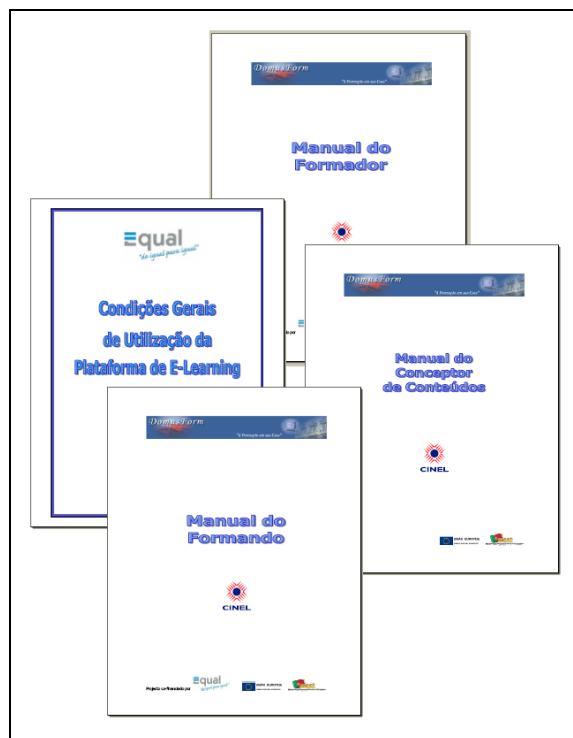 DomusForm
"A Formação em sua Casa"
Manual do
Formador
Equal
"de igual para igual"
Condições Gerais
de Utilização da
Plataforma de E-Learning
DomusForm
"A Formação em sua Casa"
Manual do
Conceptor
de Conteúdos
CINEL
UNIÃO EUROPEIA
DomusForm
"A Formação em sua Casa"
Manual do
Formando
CINEL
Projecto co-financiado por
Equal
UNIÃO EUROPEIA